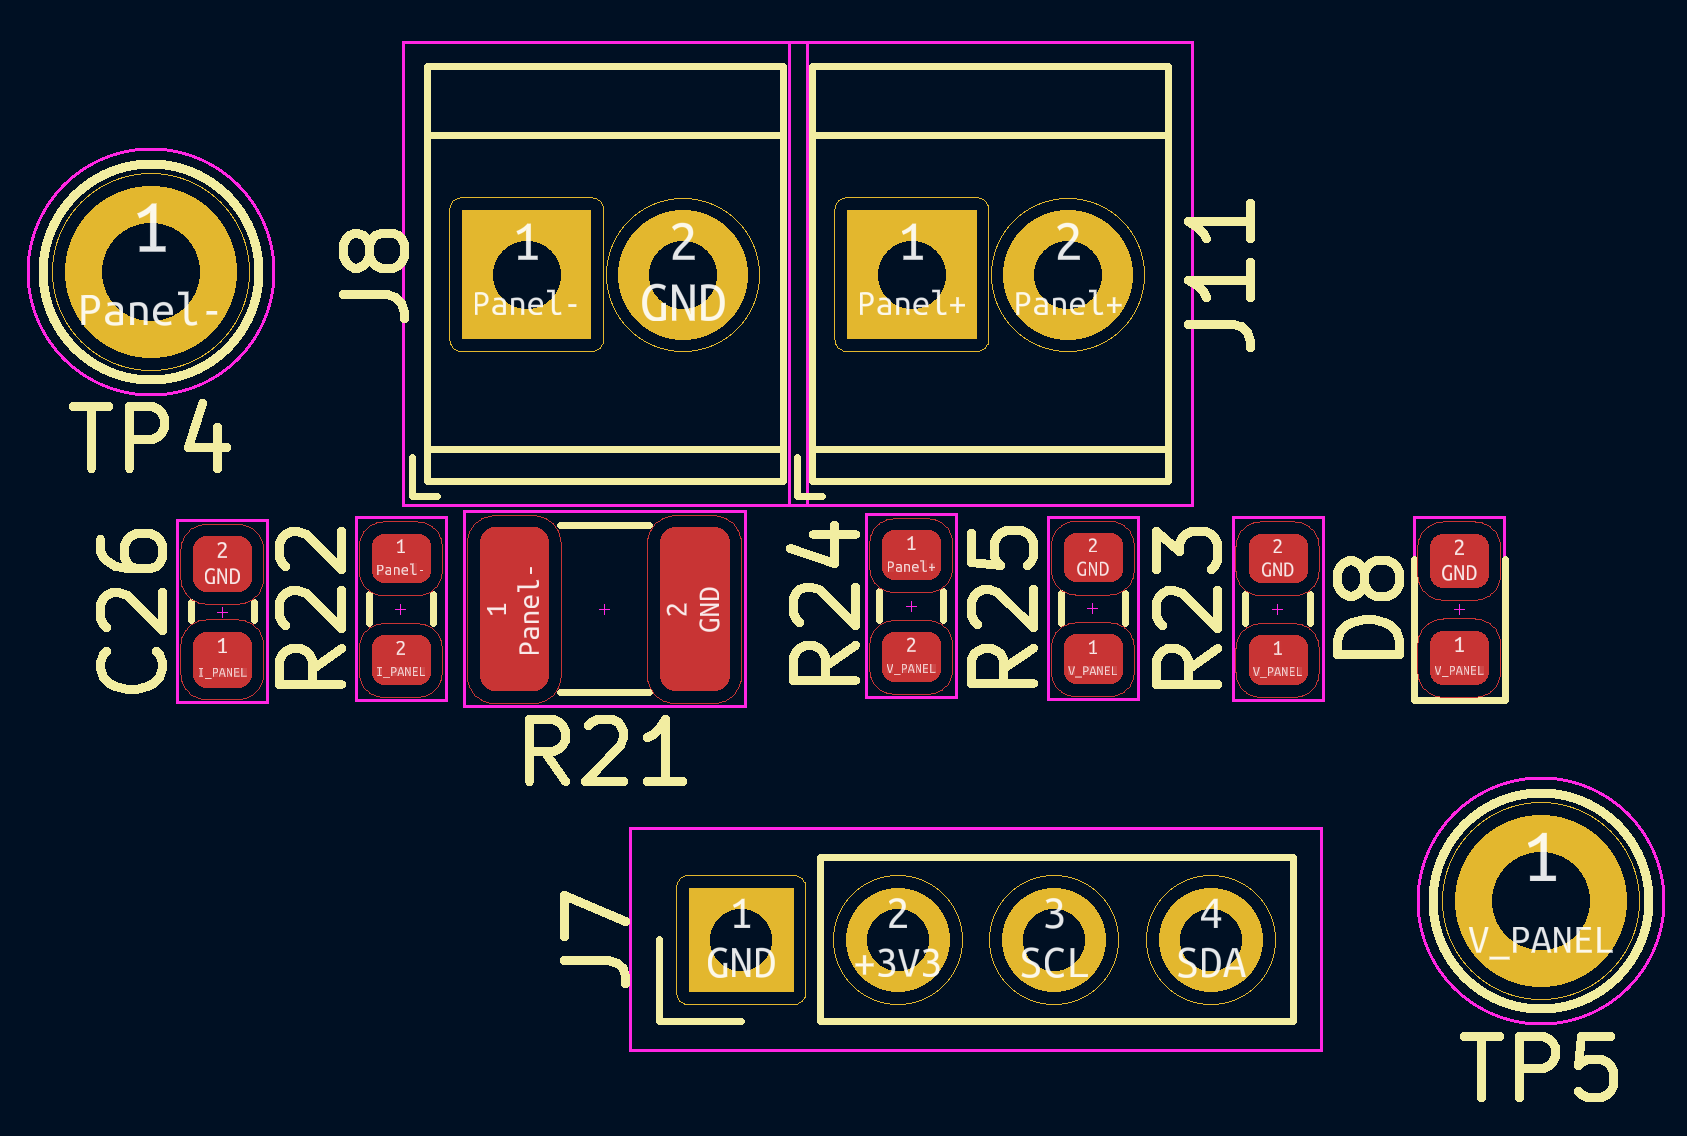 1
Panel-
TP4
J8
1
Panel-
2
GND
1
Panel+
2
Panel+
J11
C26
2
GND
1
I_PANEL
R22
1
Panel-
2
I_PANEL
1
Panel-
2
GND
R21
R24
1
Panel+
2
V_PANEL
R25
2
GND
1
V_PANEL
R23
2
GND
1
V_PANEL
D8
2
GND
1
V_PANEL
J7
1
GND
2
+3V3
3
SCL
4
SDA
1
V_PANEL
TP5